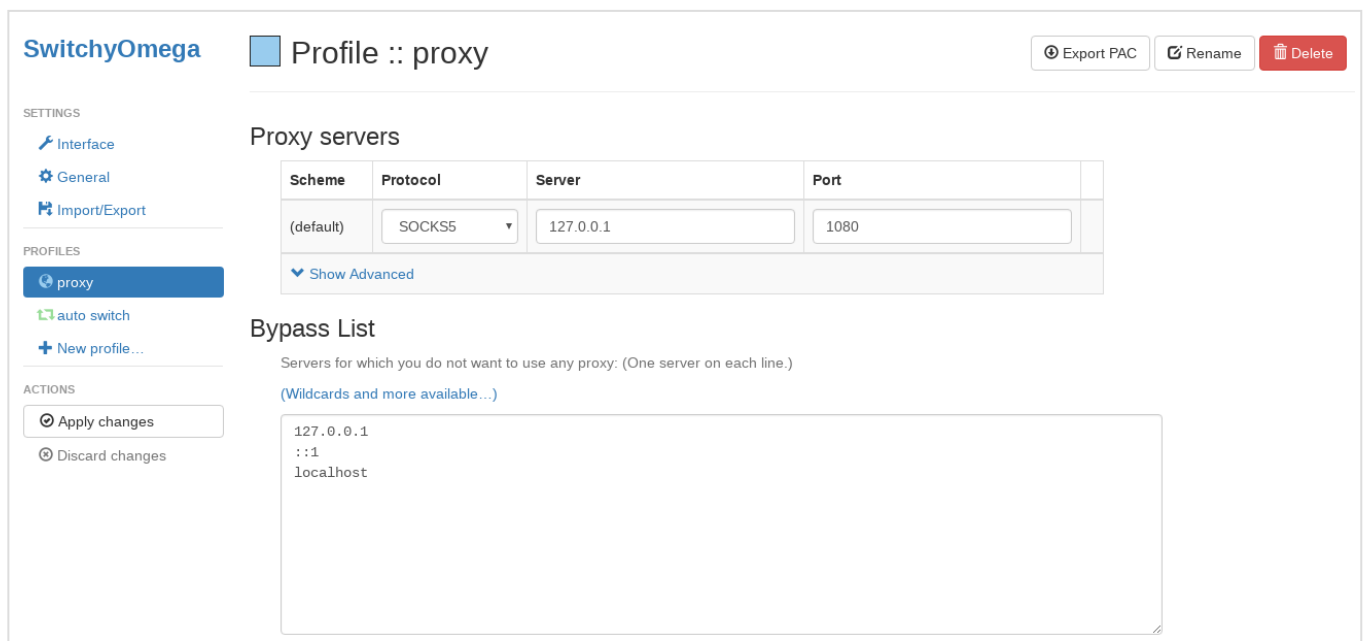 SwitchyOmega
SETTINGS
Interface
General
Import/Export
PROFILES
proxy
auto switch
New profile…
ACTIONS
Apply changes
Discard changes
Profile :: proxy
Export PAC
Rename
Delete
Proxy servers
Scheme Protocol Server Port
(default) SOCKS5 127.0.0.1 1080
Show Advanced
Bypass List
Servers for which you do not want to use any proxy: (One server on each line.)
(Wildcards and more available…)
127.0.0.1
::1
localhost